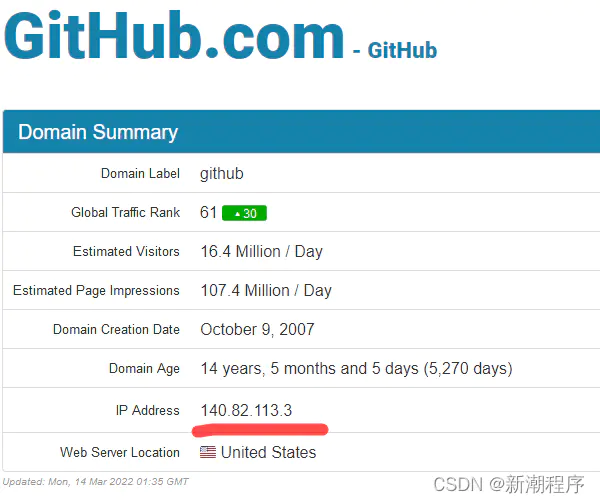 GitHub.com - GitHub
Domain Summary
Domain Label github
Global Traffic Rank 61 ▲30
Estimated Visitors 16.4 Million / Day
Estimated Page Impressions 107.4 Million / Day
Domain Creation Date October 9, 2007
Domain Age 14 years, 5 months and 5 days (5,270 days)
IP Address 140.82.113.3
Web Server Location United States
Updated: Mon, 14 Mar 2022 01:35 GMT
CSDN @新潮程序